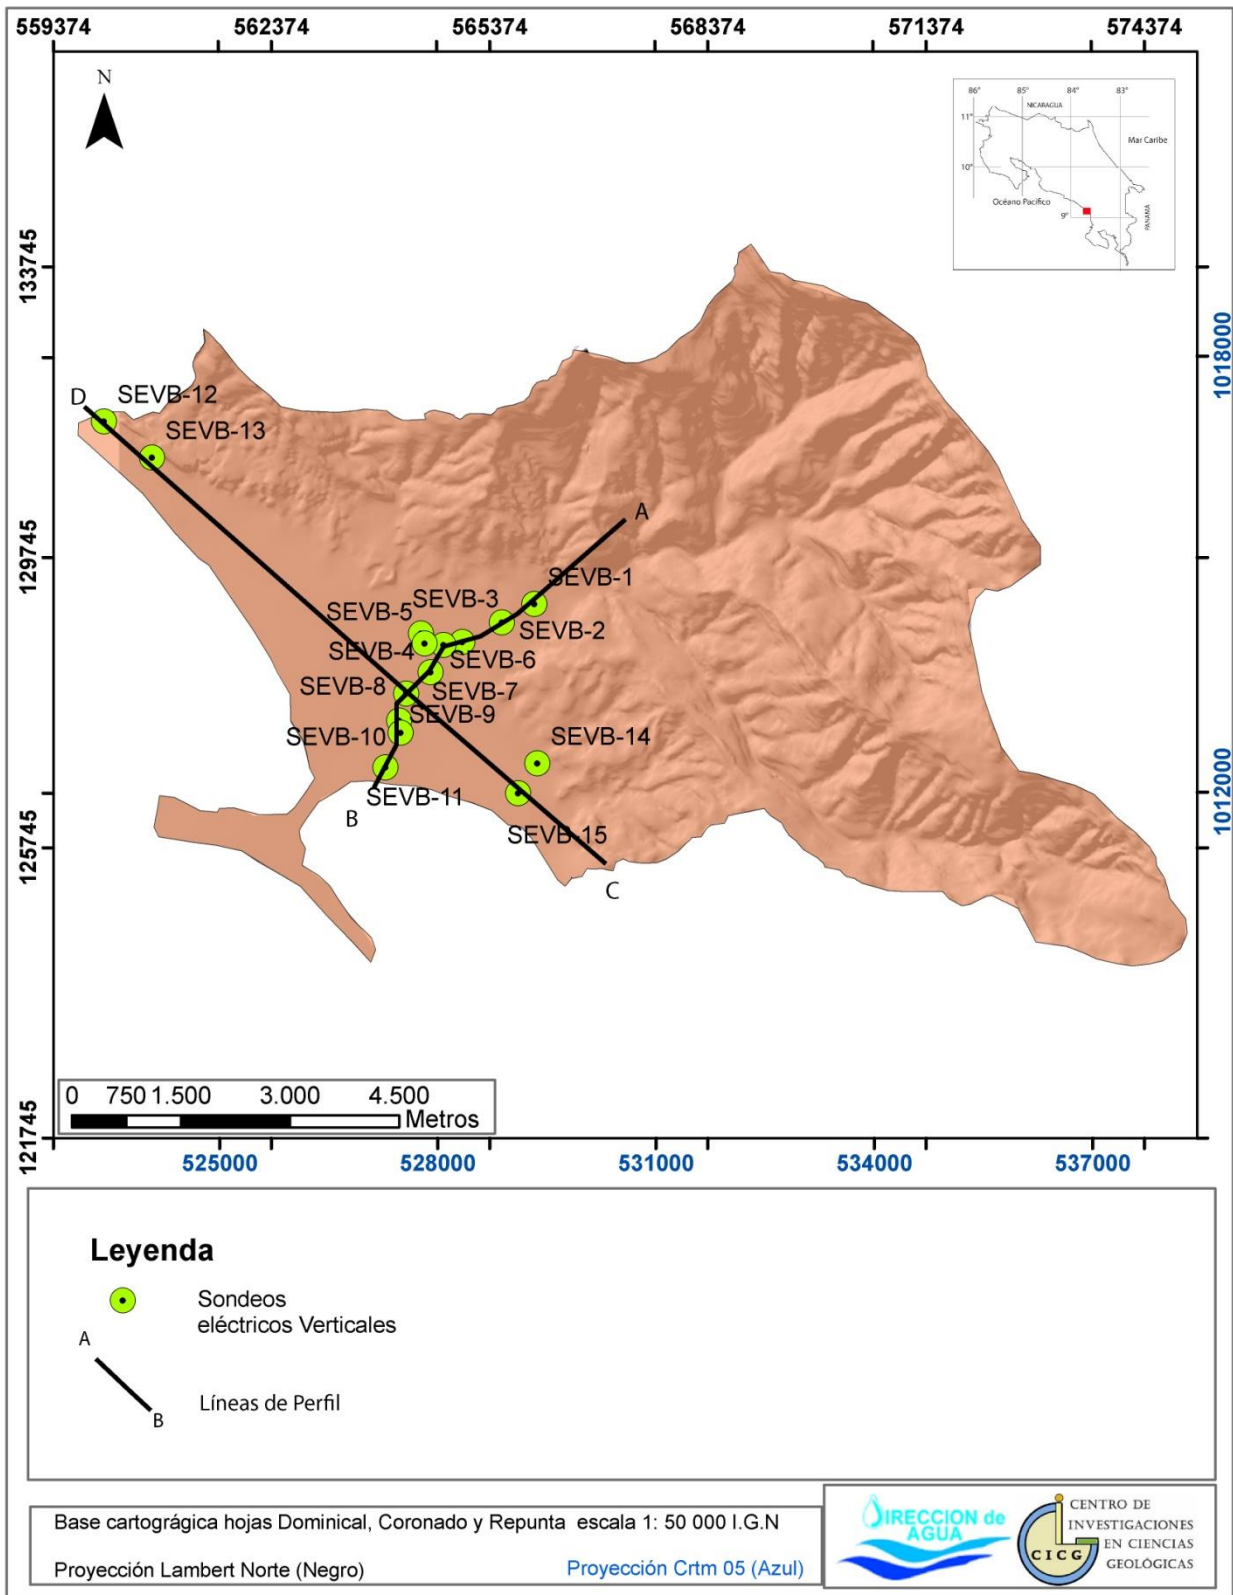 559374 562374 565374 568374 571374 574374
N
86° 85° 84° 83°
NICARAGUA
11°
Mar Caribe
10°
Océano Pacífico
9°
PANAMÁ
133745
1018000
D
SEVB-12
SEVB-13
A
129745
SEVB-1
SEVB-3
SEVB-5
SEVB-2
SEVB-4
SEVB-6
SEVB-8
SEVB-7
SEVB-9
SEVB-10
SEVB-14
1012000
SEVB-11
B
SEVB-15
125745
C
0 750 1.500 3.000 4.500
Metros
121745
525000 528000 531000 534000 537000
Leyenda
Sondeos
eléctricos Verticales
A
Líneas de Perfil
B
Base cartográgica hojas Dominical, Coronado y Repunta escala 1: 50 000 I.G.N
Proyección Lambert Norte (Negro) Proyección Crtm 05 (Azul)
DIRECCION de
AGUA
CICG
CENTRO DE
INVESTIGACIONES
EN CIENCIAS
GEOLÓGICAS